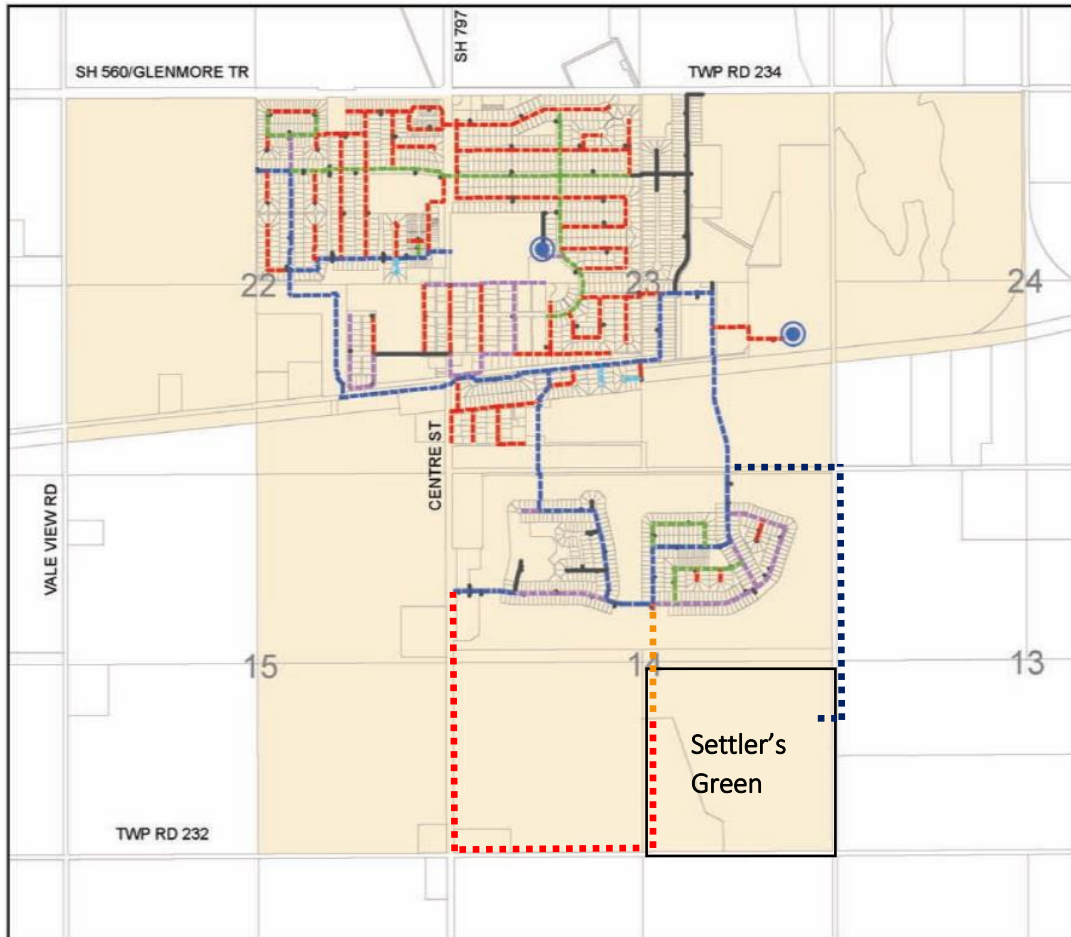 SH 797
SH 560/GLENMORE TR
TWP RD 234
22
23
24
CENTRE ST
VALE VIEW RD
15
14
13
Settler's
Green
TWP RD 232